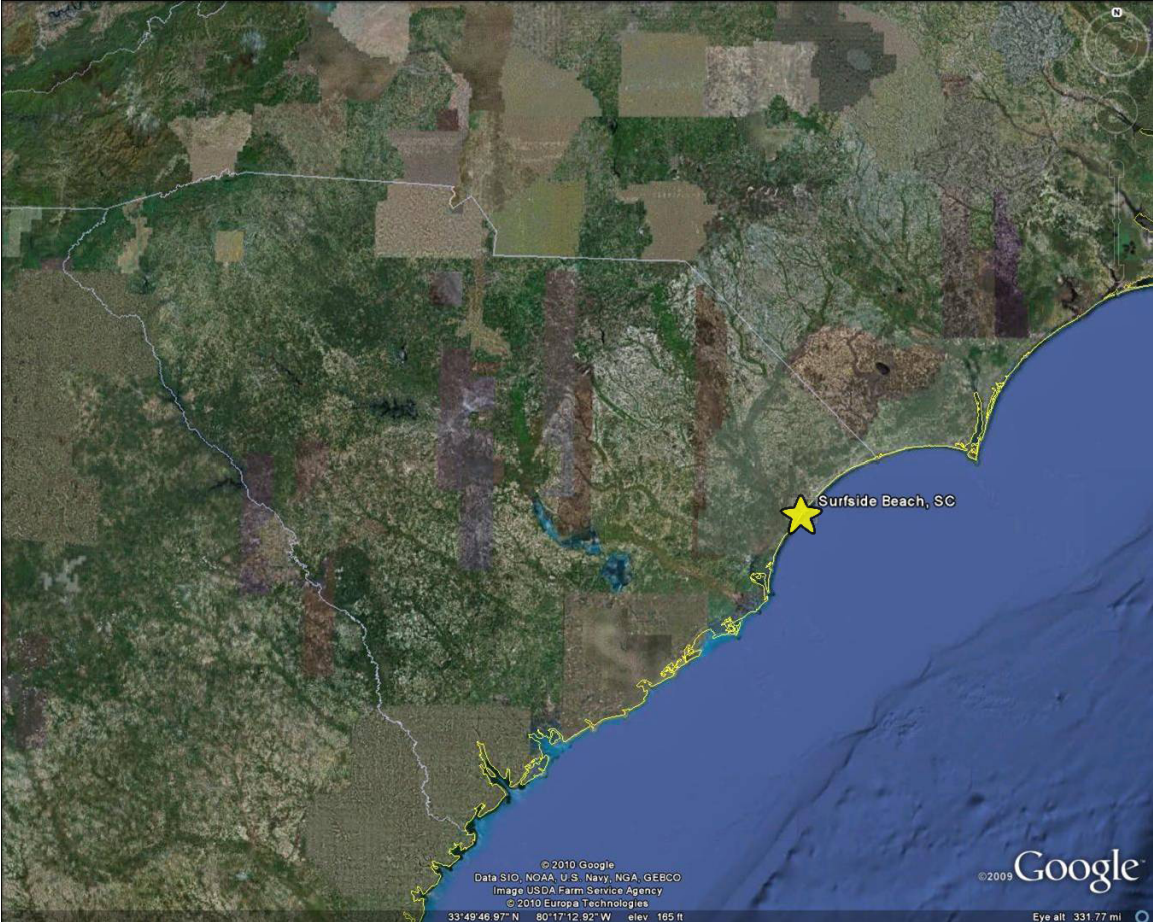 N
Surfside Beach, SC
© 2010 Google
Data SIO, NOAA, U.S. Navy, NGA, GEBCO
Image USDA Farm Service Agency
© 2010 Europa Technologies
©2009 Google™
33°49'46.97" N 80°17'12.92" W elev 165 ft
Eye alt 331.77 mi